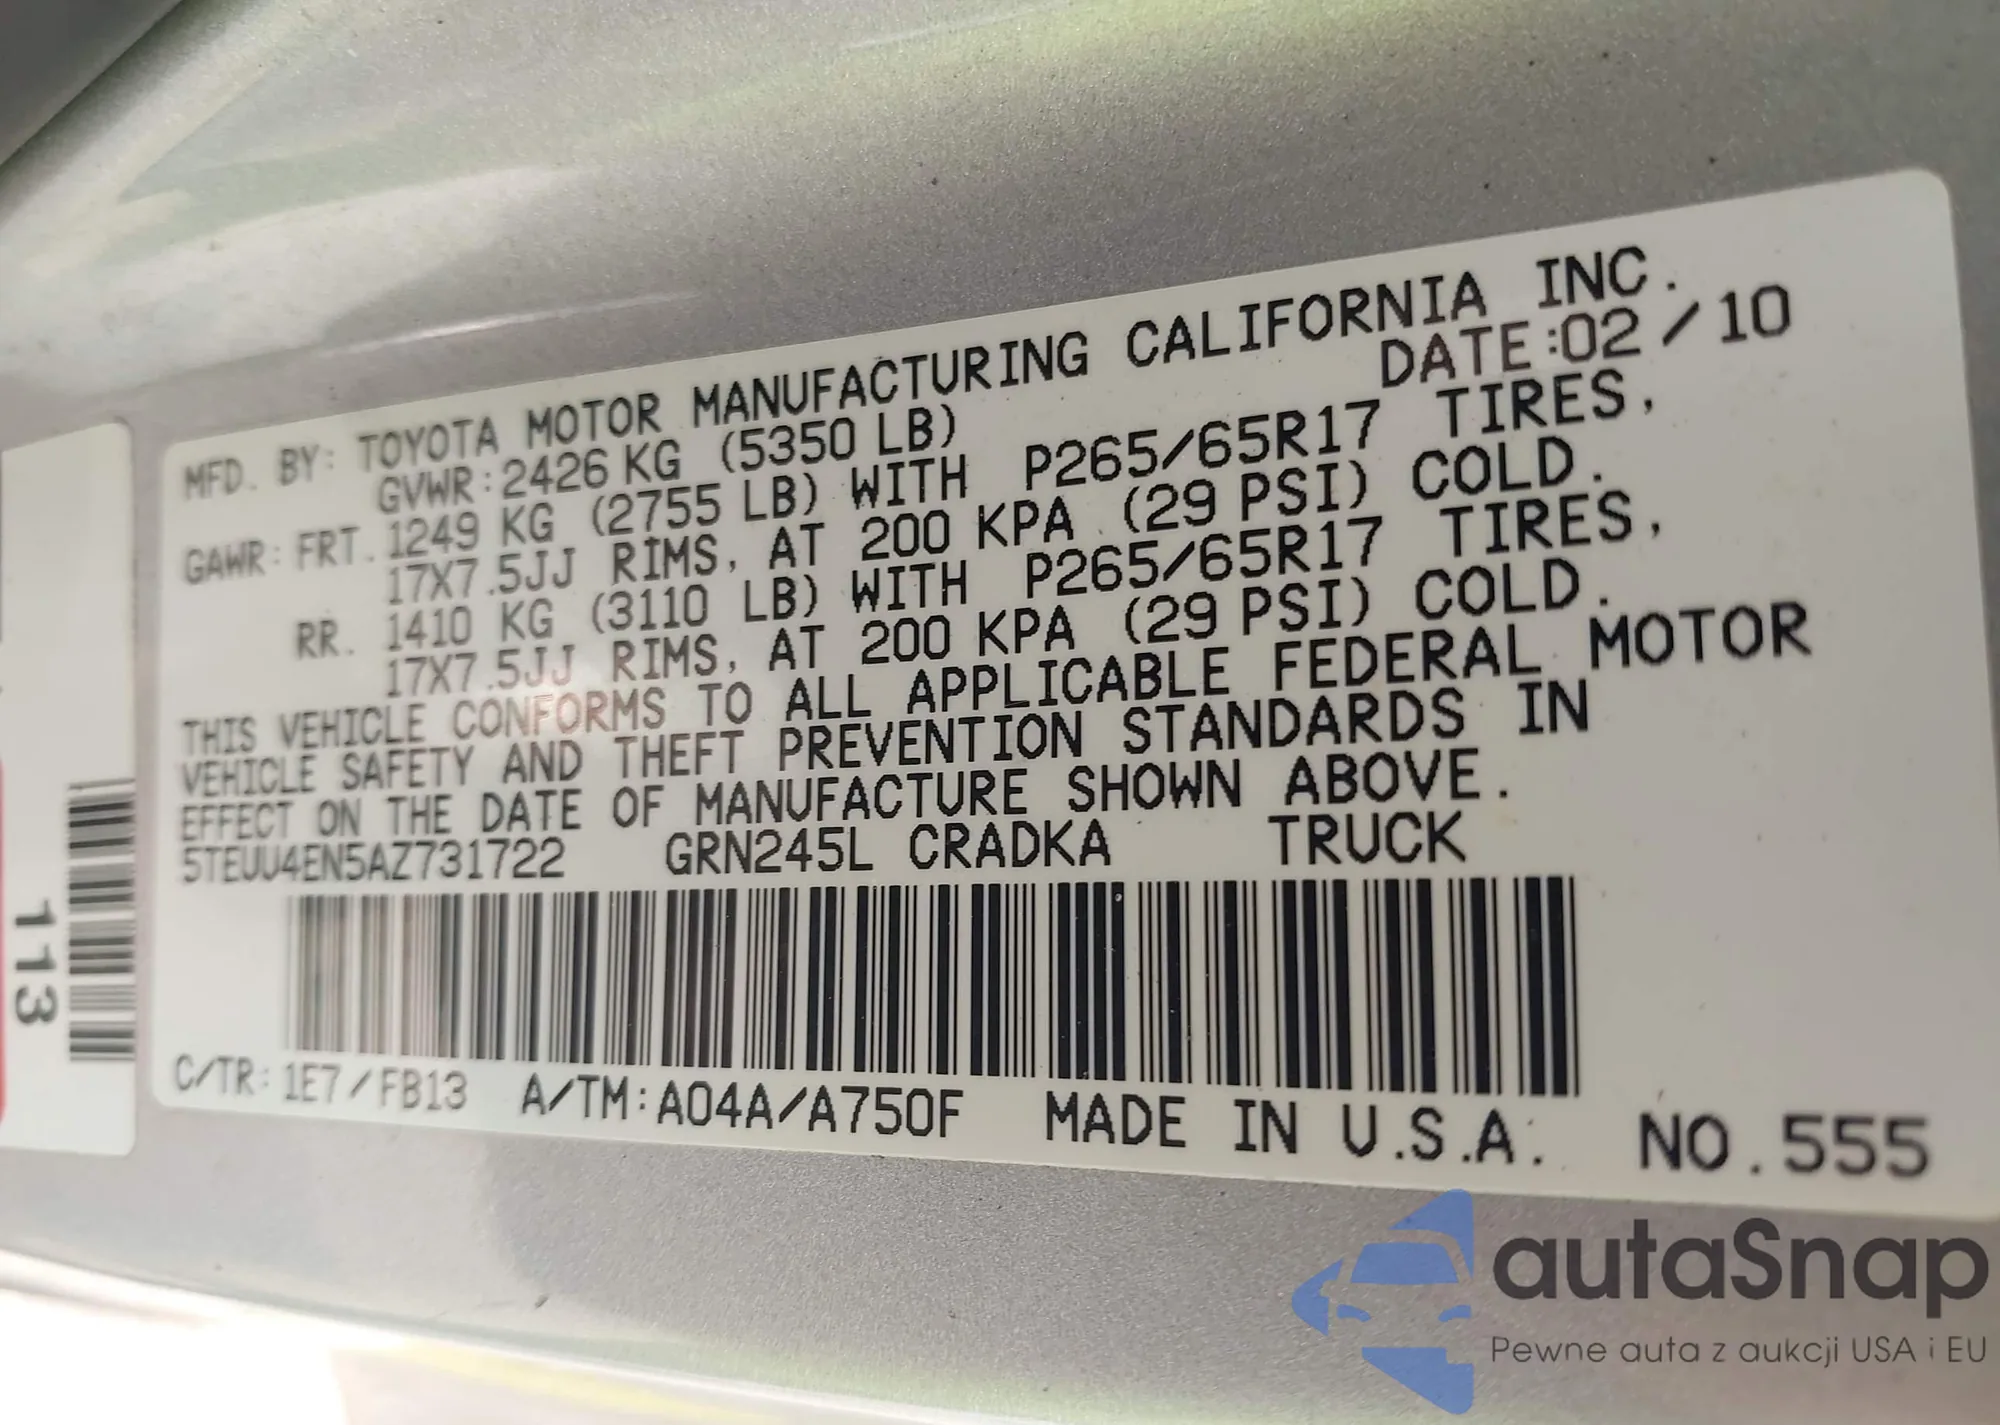 MFD. BY: TOYOTA MOTOR MANUFACTURING CALIFORNIA INC.
GVWR: 2426 KG (5350 LB) DATE: 02/10
GAWR: FRT. 1249 KG (2755 LB) WITH P265/65R17 TIRES,
17X7.5JJ RIMS, AT 200 KPA (29 PSI) COLD.
RR. 1410 KG (3110 LB) WITH P265/65R17 TIRES,
17X7.5JJ RIMS, AT 200 KPA (29 PSI) COLD.
THIS VEHICLE CONFORMS TO ALL APPLICABLE FEDERAL MOTOR
VEHICLE SAFETY AND THEFT PREVENTION STANDARDS IN
EFFECT ON THE DATE OF MANUFACTURE SHOWN ABOVE.
5TEUU4EN5AZ731722 GRN245L CRADKA TRUCK
C/TR: 1E7/FB13 A/TM: A04A/A750F MADE IN U.S.A. NO. 555
113
autaSnap
Pewne auta z aukcji USA i EU